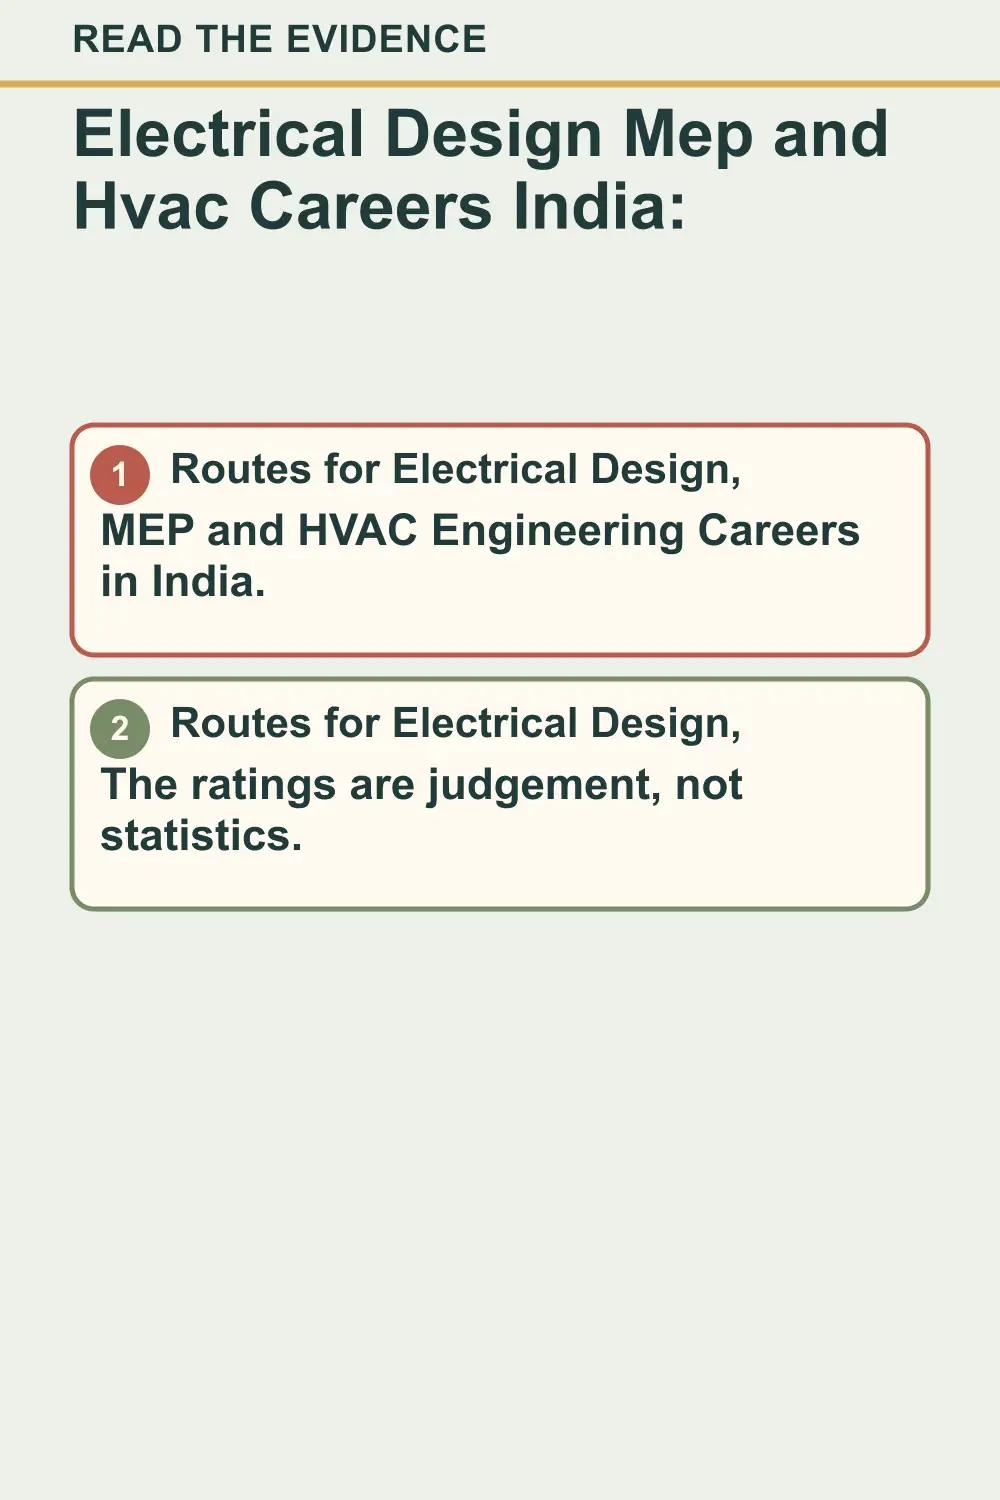 READ THE EVIDENCE
Electrical Design Mep and
Hvac Careers India:
1 Routes for Electrical Design,
MEP and HVAC Engineering Careers
in India.
2 Routes for Electrical Design,
The ratings are judgement, not
statistics.